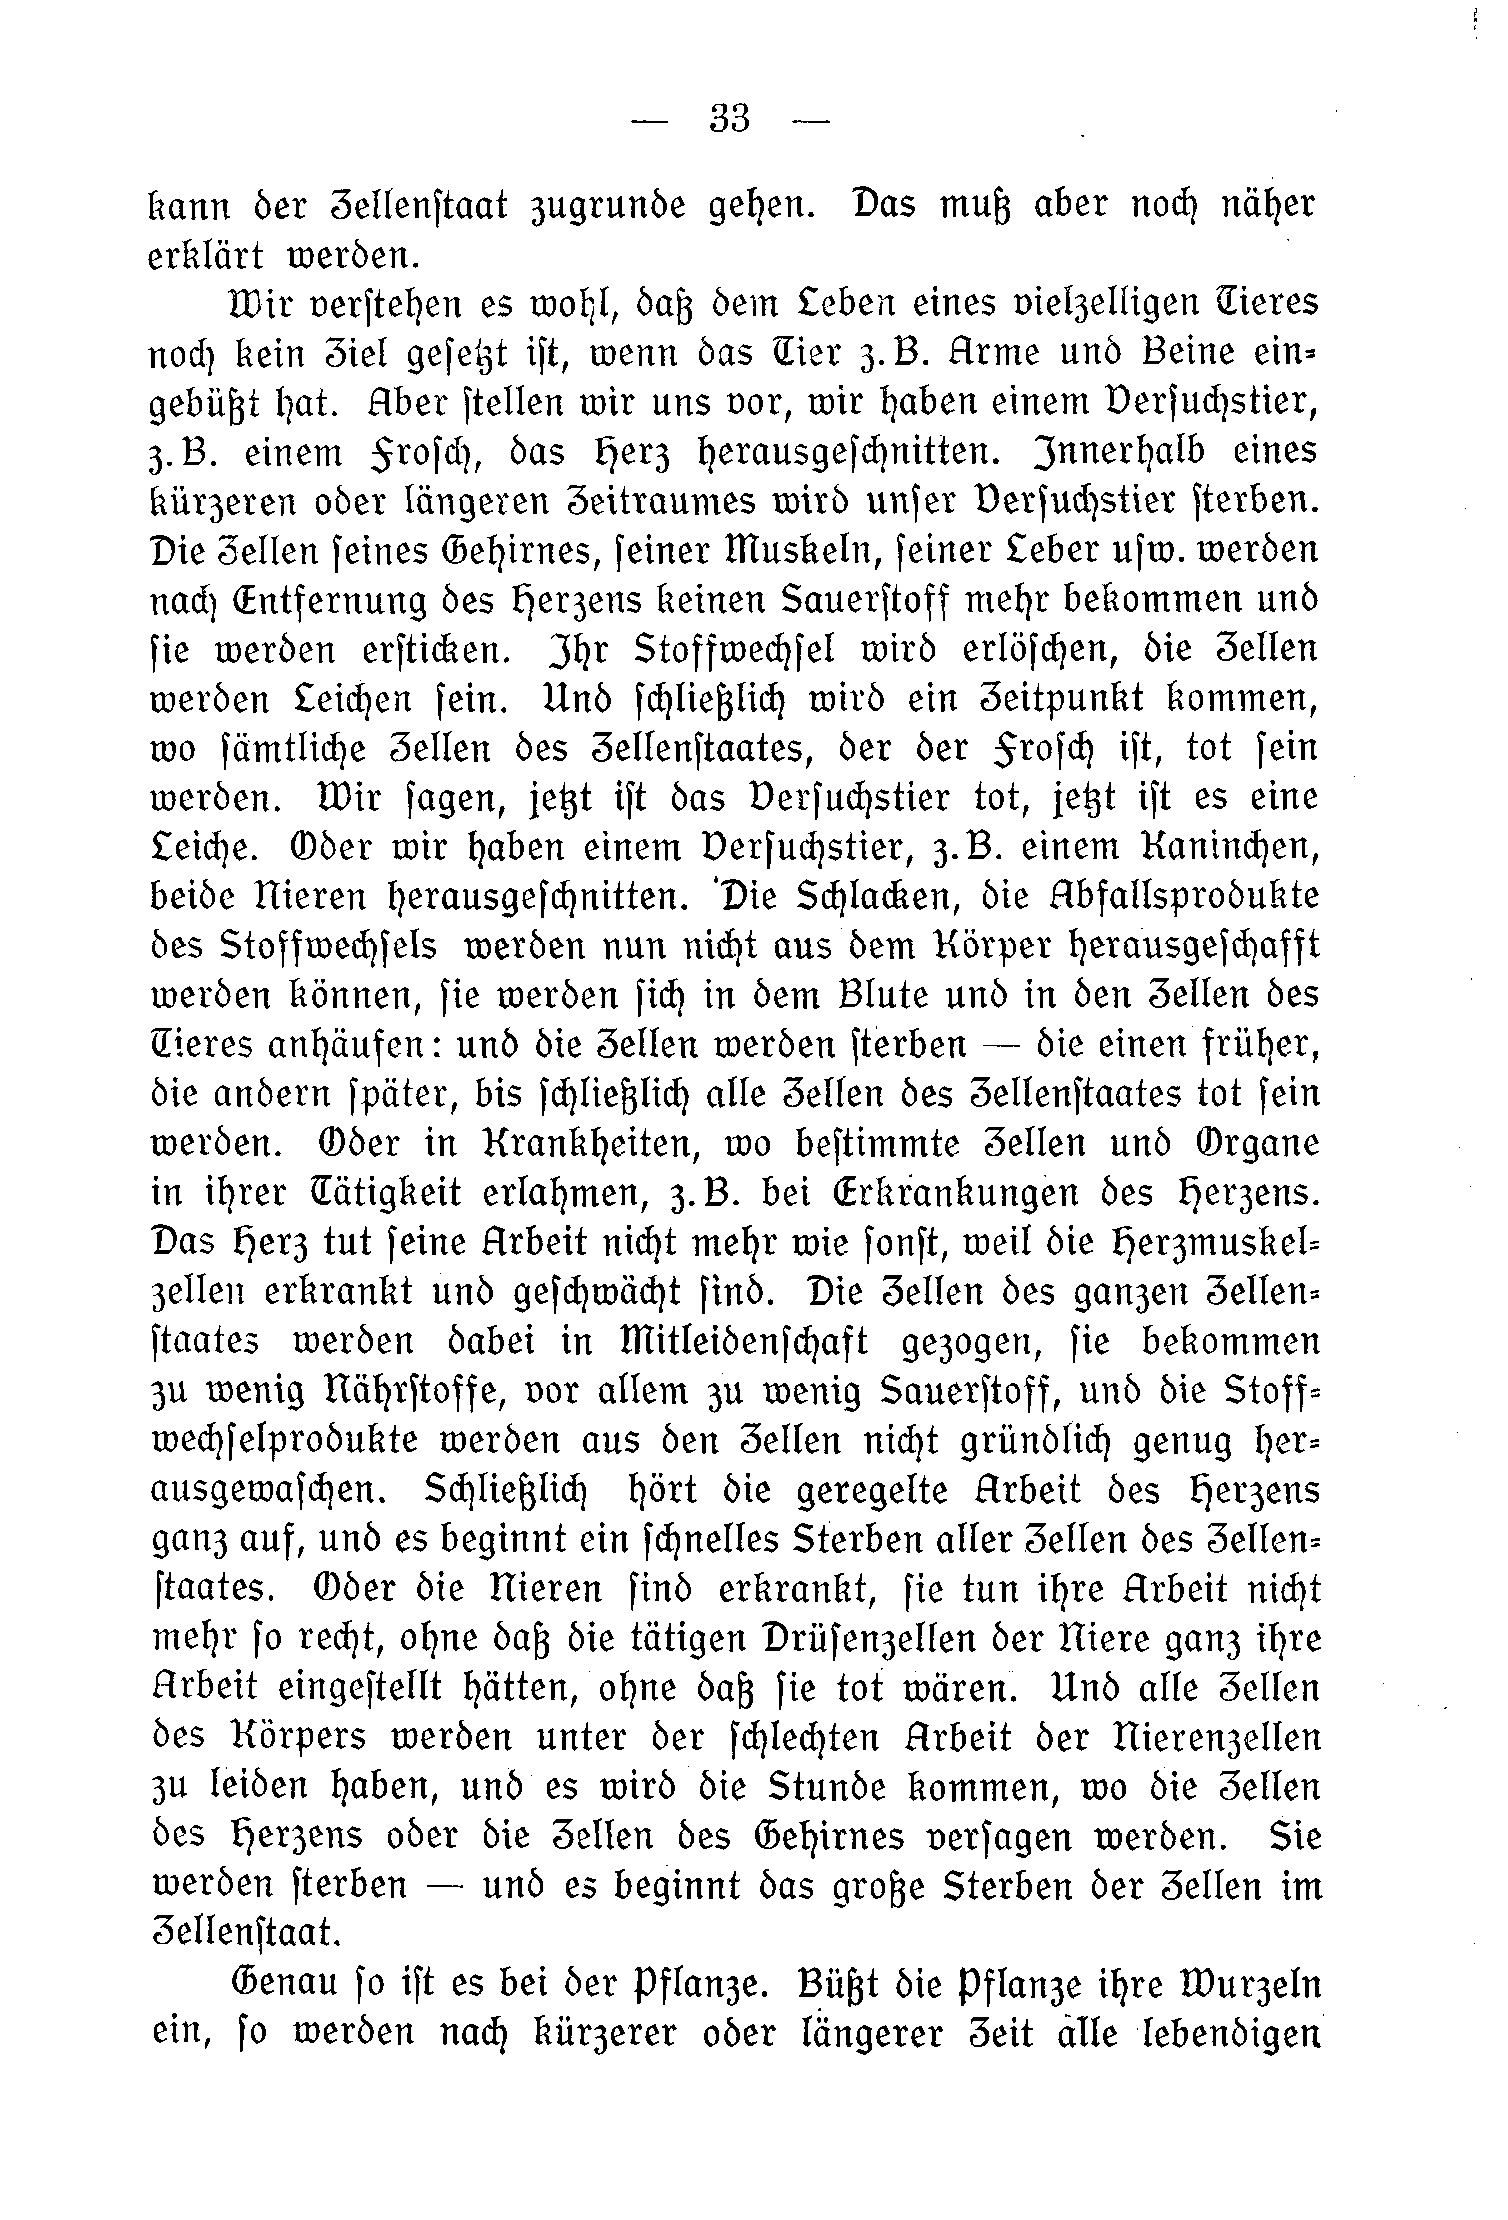 — 33 —
kann der Zellenſtaat zugrunde gehen. Das muß aber noch näher
erklärt werden.
Wir verſtehen es wohl, daß dem Leben eines vielzelligen Tieres
noch kein Ziel geſetzt iſt, wenn das Tier z. B. Arme und Beine ein-
gebüßt hat. Aber ſtellen wir uns vor, wir haben einem Verſuchstier,
z. B. einem Froſch, das Herz herausgeſchnitten. Innerhalb eines
kürzeren oder längeren Zeitraumes wird unſer Verſuchstier ſterben.
Die Zellen ſeines Gehirnes, ſeiner Muskeln, ſeiner Leber uſw. werden
nach Entfernung des Herzens keinen Sauerſtoff mehr bekommen und
ſie werden erſticken. Ihr Stoffwechſel wird erlöſchen, die Zellen
werden Leichen ſein. Und ſchließlich wird ein Zeitpunkt kommen,
wo ſämtliche Zellen des Zellenſtaates, der der Froſch iſt, tot ſein
werden. Wir ſagen, jetzt iſt das Verſuchstier tot, jetzt iſt es eine
Leiche. Oder wir haben einem Verſuchstier, z. B. einem Kaninchen,
beide Nieren herausgeſchnitten. Die Schlacken, die Abfallsprodukte
des Stoffwechſels werden nun nicht aus dem Körper herausgeſchafft
werden können, ſie werden ſich in dem Blute und in den Zellen des
Tieres anhäufen: und die Zellen werden ſterben — die einen früher,
die andern ſpäter, bis ſchließlich alle Zellen des Zellenſtaates tot ſein
werden. Oder in Krankheiten, wo beſtimmte Zellen und Organe
in ihrer Tätigkeit erlahmen, z. B. bei Erkrankungen des Herzens.
Das Herz tut ſeine Arbeit nicht mehr wie ſonſt, weil die Herzmuskel-
zellen erkrankt und geſchwächt ſind. Die Zellen des ganzen Zellen-
ſtaates werden dabei in Mitleidenſchaft gezogen, ſie bekommen
zu wenig Nährſtoffe, vor allem zu wenig Sauerſtoff, und die Stoff-
wechſelprodukte werden aus den Zellen nicht gründlich genug her-
ausgewaſchen. Schließlich hört die geregelte Arbeit des Herzens
ganz auf, und es beginnt ein ſchnelles Sterben aller Zellen des Zellen-
ſtaates. Oder die Nieren ſind erkrankt, ſie tun ihre Arbeit nicht
mehr ſo recht, ohne daß die tätigen Drüſenzellen der Niere ganz ihre
Arbeit eingeſtellt hätten, ohne daß ſie tot wären. Und alle Zellen
des Körpers werden unter der ſchlechten Arbeit der Nierenzellen
zu leiden haben, und es wird die Stunde kommen, wo die Zellen
des Herzens oder die Zellen des Gehirnes verſagen werden. Sie
werden ſterben — und es beginnt das große Sterben der Zellen im
Zellenſtaat.
Genau ſo iſt es bei der Pflanze. Büßt die Pflanze ihre Wurzeln
ein, ſo werden nach kürzerer oder längerer Zeit alle lebendigen